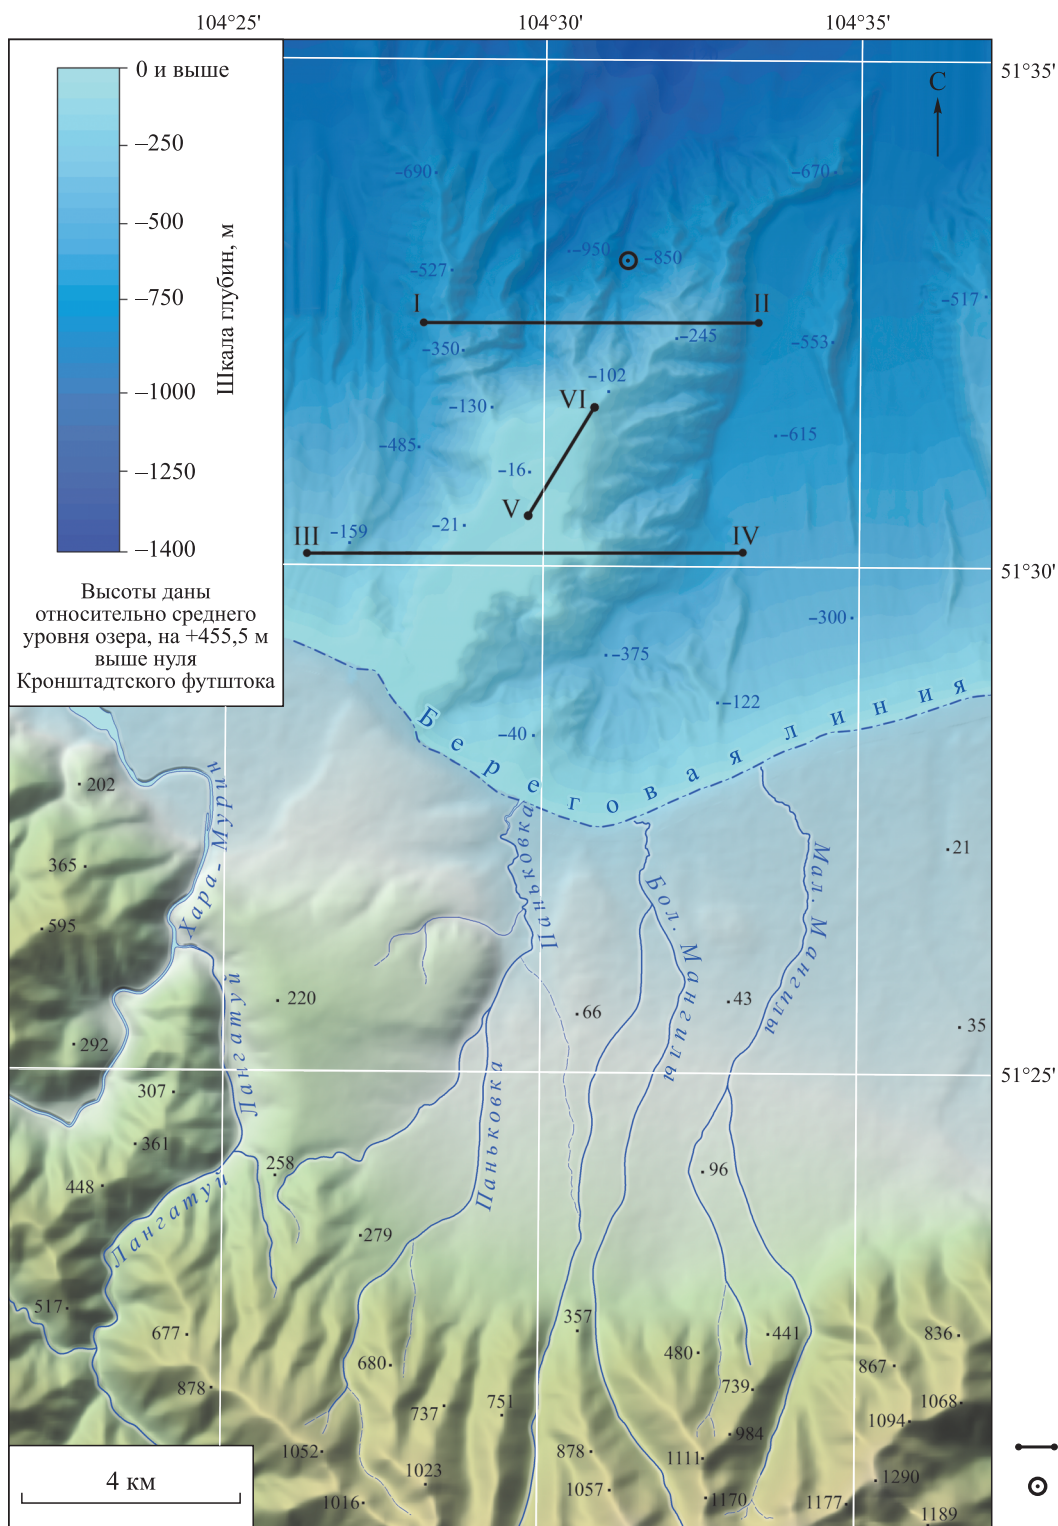 104°25' 104°30' 104°35'
0 и выше
–250
–500
–750
–1000
–1250
–1400
Шкала глубин, м
Высоты даны
относительно среднего
уровня озера, на +455,5 м
выше нуля
Кронштадтского футштока
С
51°35'
51°30'
51°25'
–690
–670
–950
–850
–527
–517
I
II
–245
–350
–553
–102
VI
–130
–485
–615
–16
V
–21
–159
III
IV
–300
–375
–122
–40
Береговая линия
202
Хара-Мурин
365
595
Паньковка
Бол. Мангилы
Мал. Мангилы
21
220
Лангатуй
66
43
35
292
307
Паньковка
361
258
448
Лангатуй
96
279
517
677
357
441
836
680
480
867
878
739
751
737
1068
1094
984
1052
878
1111
1023
1057
1290
1016
1170
1177
1189
4 км